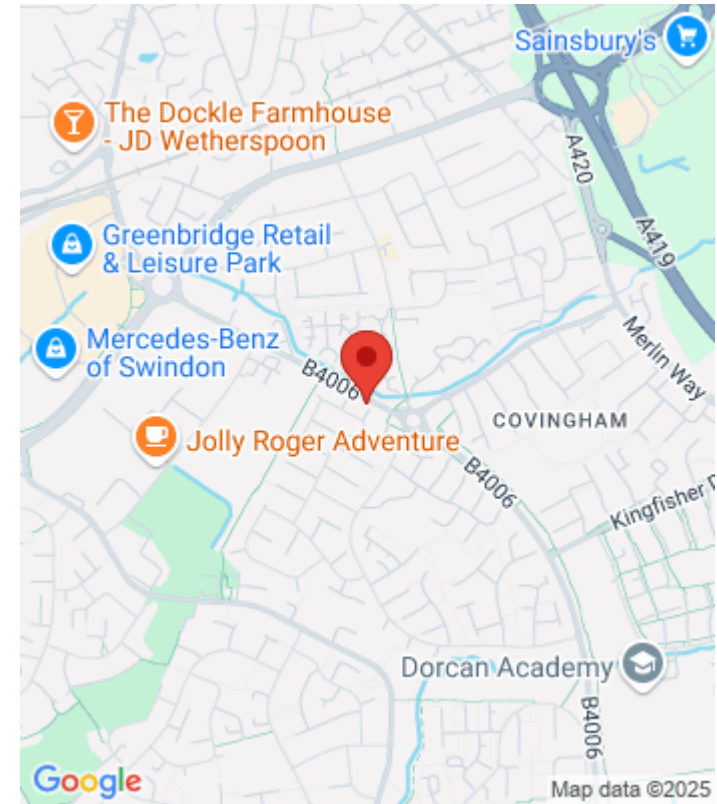 Sainsbury's
The Dockle Farmhouse
- JD Wetherspoon
A420
A419
Greenbridge Retail
& Leisure Park
Mercedes-Benz
of Swindon
Merlin Way
B4006
COVINGHAM
Jolly Roger Adventure
B4006
Kingfisher D
Dorcan Academy
B4006
Google
Map data ©2025